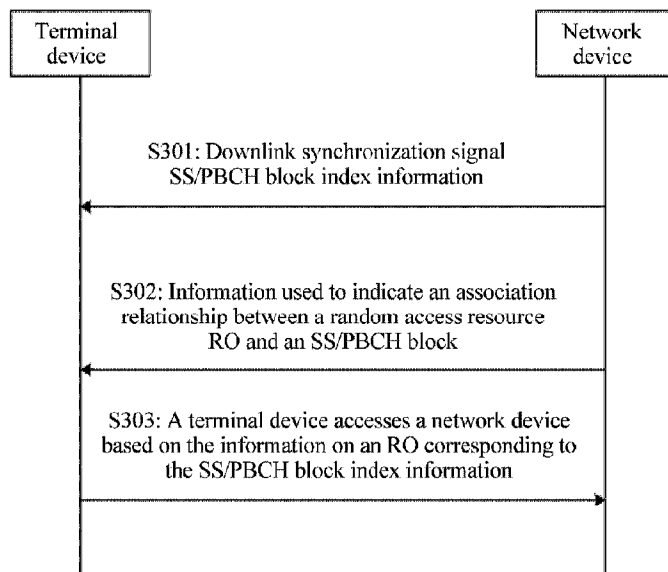 Terminal
device
Network
device
S301: Downlink synchronization signal
SS/PBCH block index information
S302: Information used to indicate an association
relationship between a random access resource
RO and an SS/PBCH block
S303: A terminal device accesses a network device
based on the information on an RO corresponding to
the SS/PBCH block index information